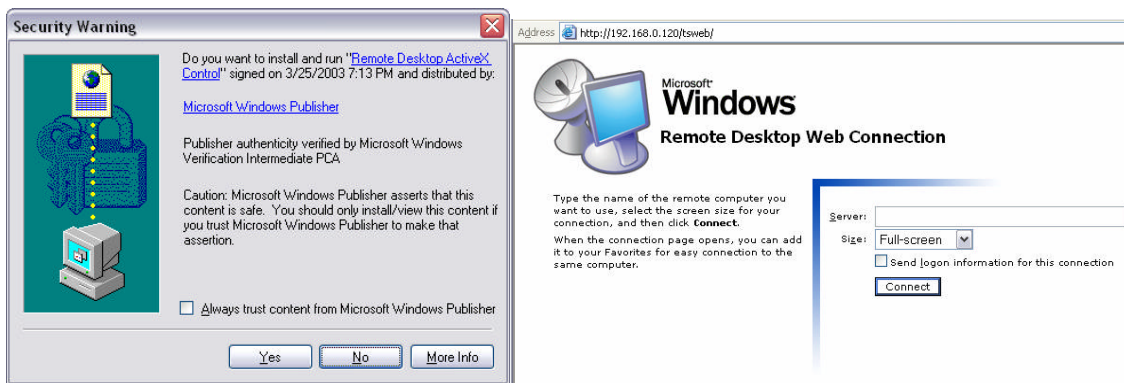 Security Warning
Do you want to install and run "Remote Desktop ActiveX
Control" signed on 3/25/2003 7:13 PM and distributed by:
Microsoft Windows Publisher
Publisher authenticity verified by Microsoft Windows
Verification Intermediate PCA
Caution: Microsoft Windows Publisher asserts that this
content is safe. You should only install/view this content if
you trust Microsoft Windows Publisher to make that
assertion.
Always trust content from Microsoft Windows Publisher
Yes No More Info
Address http://192.168.0.120/tsweb/
Microsoft
Windows
Remote Desktop Web Connection
Type the name of the remote computer you
want to use, select the screen size for your
connection, and then click Connect.
When the connection page opens, you can add
it to your Favorites for easy connection to the
same computer.
Server:
Size: Full-screen
Send logon information for this connection
Connect